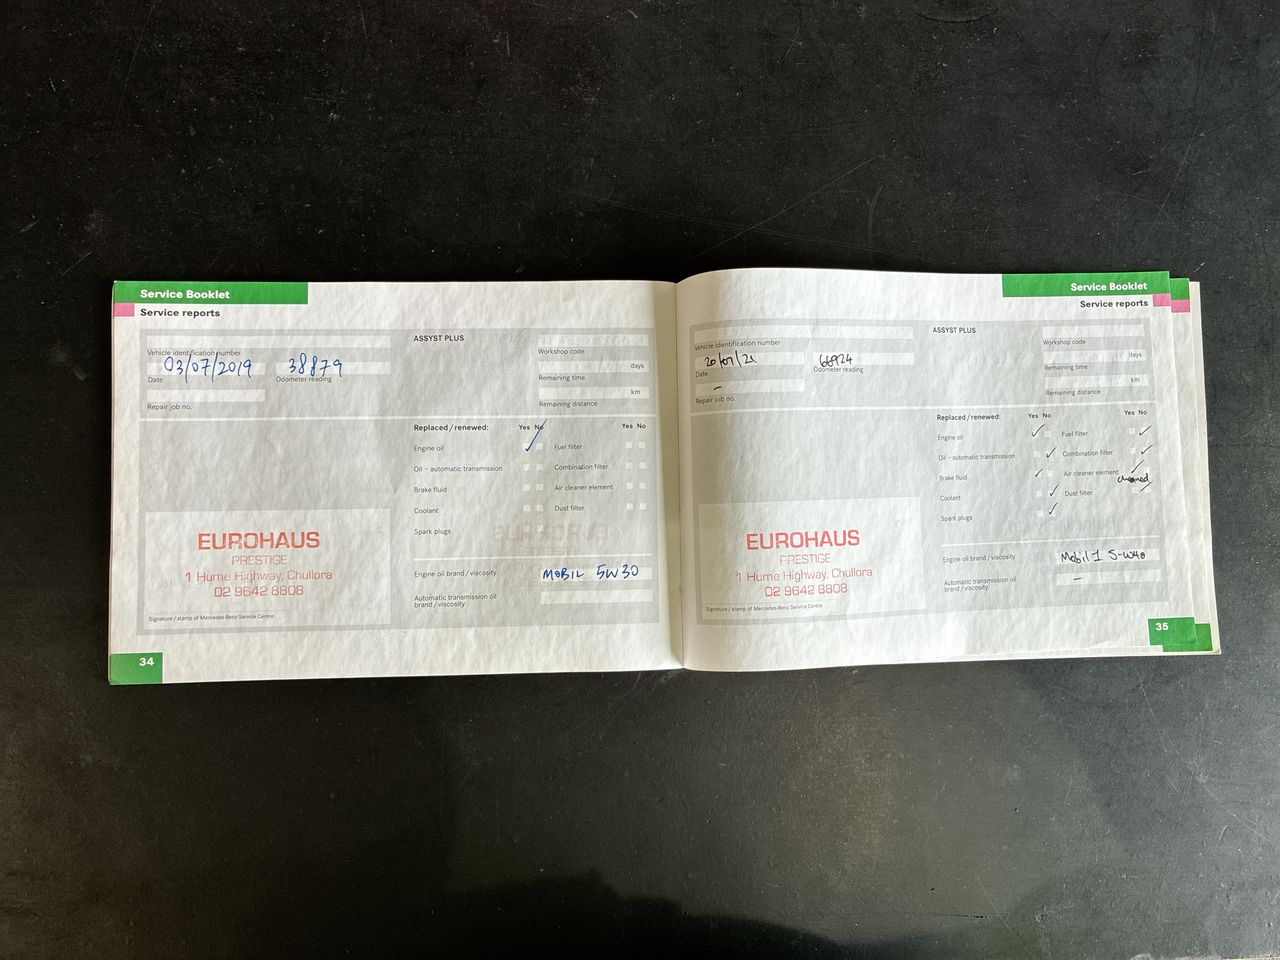 Service Booklet
Service reports
Vehicle identification number
03/07/2019 38879
Date Odometer reading
Repair job no.
ASSYST PLUS
Workshop code
days
Remaining time
km
Remaining distance
Replaced / renewed: Yes No Yes No
Engine oil Fuel filter
Oil – automatic transmission Combination filter
Brake fluid Air cleaner element
Coolant Dust filter
Spark plugs
EUROHAUS
PRESTIGE
1 Hume Highway, Chullora
02 9642 8808
Signature / stamp of Mercedes-Benz Service Centre
Engine oil brand / viscosity MOBIL 5W30
Automatic transmission oil
brand / viscosity
34
Service Booklet
Service reports
Vehicle identification number
20/07/21 66924
Date Odometer reading
Repair job no.
ASSYST PLUS
Workshop code
days
Remaining time
km
Remaining distance
Replaced / renewed: Yes No Yes No
Engine oil Fuel filter
Oil – automatic transmission Combination filter
Brake fluid Air cleaner element
cleaned
Coolant Dust filter
Spark plugs
EUROHAUS
PRESTIGE
1 Hume Highway, Chullora
02 9642 8808
Signature / stamp of Mercedes-Benz Service Centre
Engine oil brand / viscosity Mobil 1 5-W40
Automatic transmission oil
brand / viscosity –
35